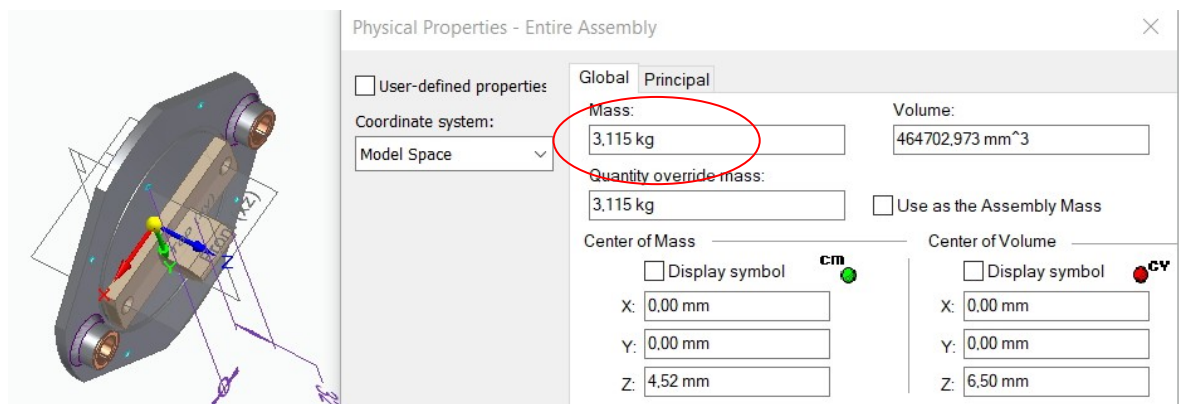 Physical Properties - Entire Assembly
User-defined properties
Coordinate system:
Model Space
Global Principal
Mass:
3,115 kg
Volume:
464702,973 mm^3
Quantity override mass:
3,115 kg
Use as the Assembly Mass
Center of Mass
Display symbol
cm
X: 0,00 mm
Y: 0,00 mm
Z: 4,52 mm
Center of Volume
Display symbol
CV
X: 0,00 mm
Y: 0,00 mm
Z: 6,50 mm
X
Y
Z
(xz)